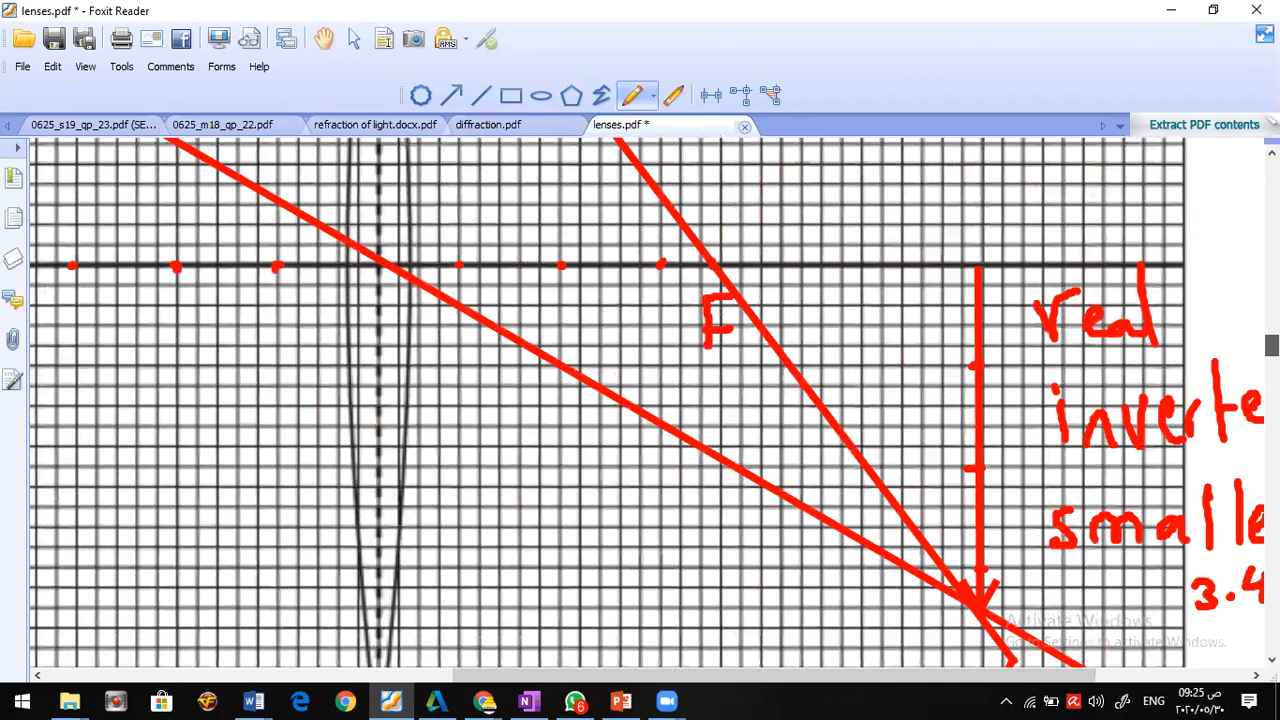 lenses.pdf * - Foxit Reader
RMS
File Edit View Tools Comments Forms Help
0625_s19_qp_23.pdf (SE... 0625_m18_qp_22.pdf refraction of light.docx.pdf diffraction.pdf lenses.pdf * Extract PDF contents
F
real
inverte
smalle
3.4
Activate Windows
Go to Settings to activate Windows.
6
ENG
09:25 ص
٢٠٢٠/٠٥/٣٠